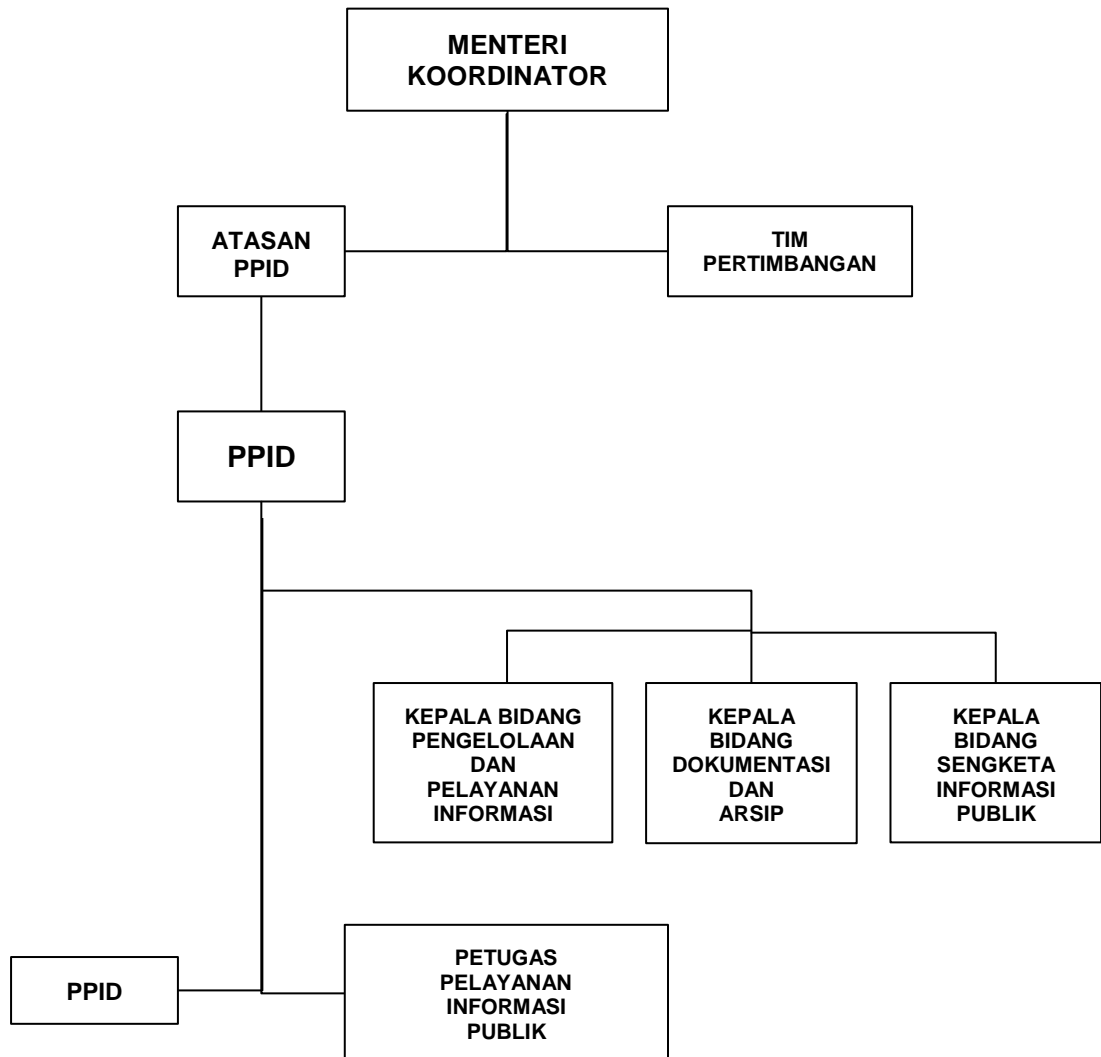 MENTERI
KOORDINATOR
ATASAN
PPID
TIM
PERTIMBANGAN
PPID
KEPALA BIDANG
PENGELOLAAN
DAN
PELAYANAN
INFORMASI
KEPALA
BIDANG
DOKUMENTASI
DAN
ARSIP
KEPALA
BIDANG
SENGKETA
INFORMASI
PUBLIK
PPID
PETUGAS
PELAYANAN
INFORMASI
PUBLIK